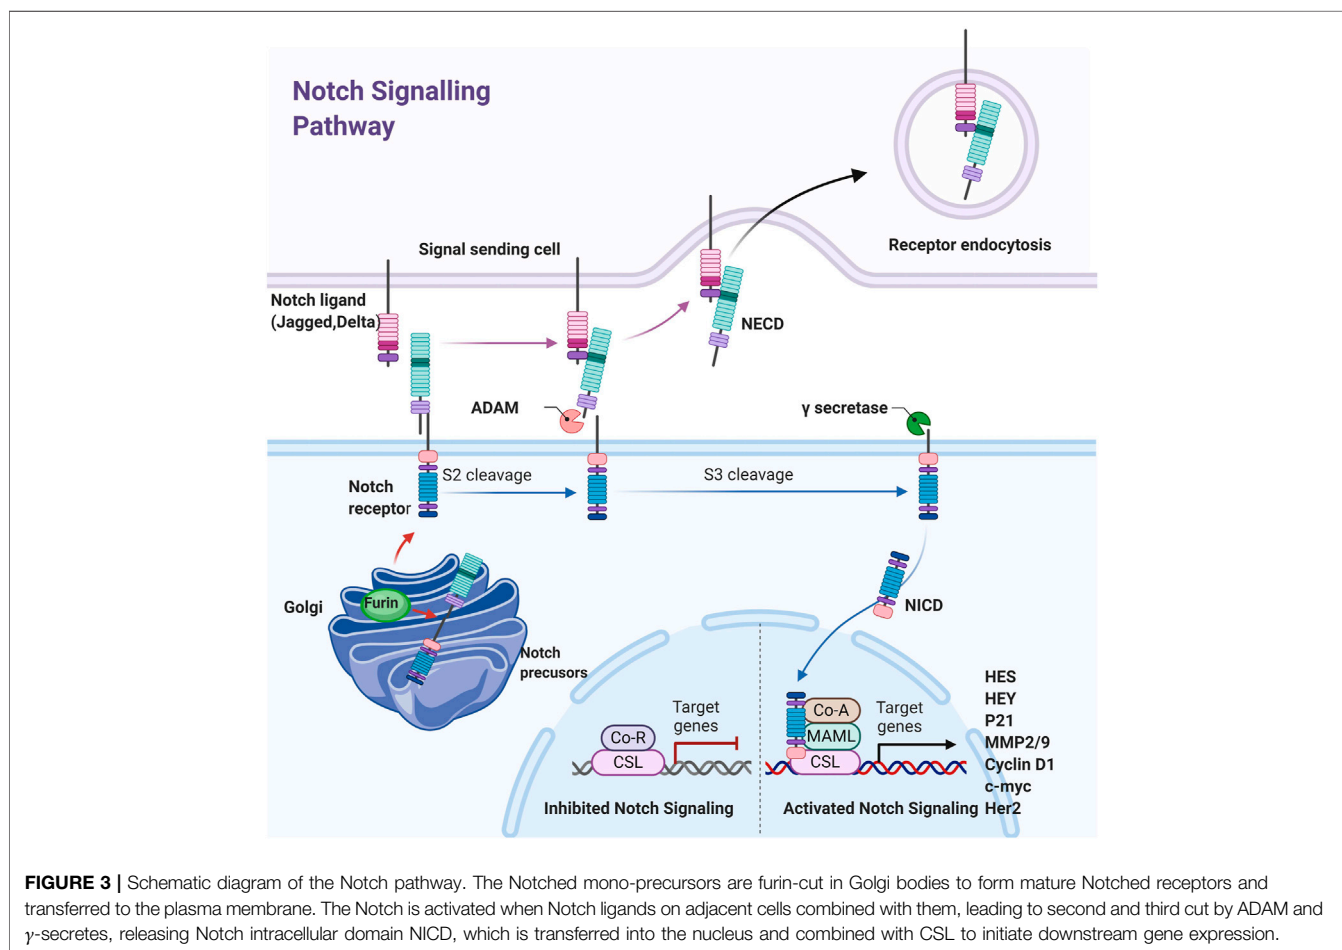 Notch Signalling
Pathway
Receptor endocytosis
Signal sending cell
Notch ligand
(Jagged,Delta)
NECD
ADAM
γ secretase
S2 cleavage
S3 cleavage
Notch
receptor
Golgi
Furin
Notch
precusors
NICD
Target
genes
Co-R
CSL
Inhibited Notch Signaling
Co-A
MAML
CSL
Target
genes
Activated Notch Signaling
HES
HEY
P21
MMP2/9
Cyclin D1
c-myc
Her2
FIGURE 3 | Schematic diagram of the Notch pathway. The Notched mono-precursors are furin-cut in Golgi bodies to form mature Notched receptors and
transferred to the plasma membrane. The Notch is activated when Notch ligands on adjacent cells combined with them, leading to second and third cut by ADAM and
γ-secretes, releasing Notch intracellular domain NICD, which is transferred into the nucleus and combined with CSL to initiate downstream gene expression.